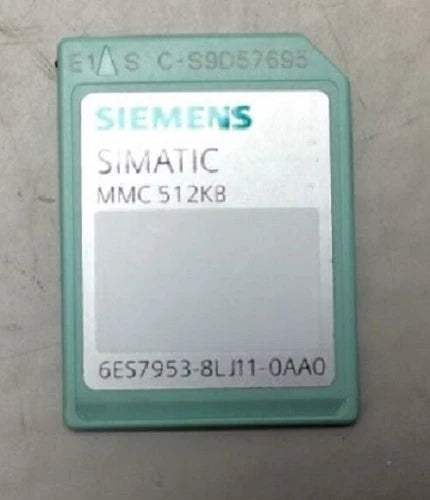 E1 S C-S9D57695
SIEMENS
SIMATIC
MMC 512KB
6ES7953-8LJ11-0AA0